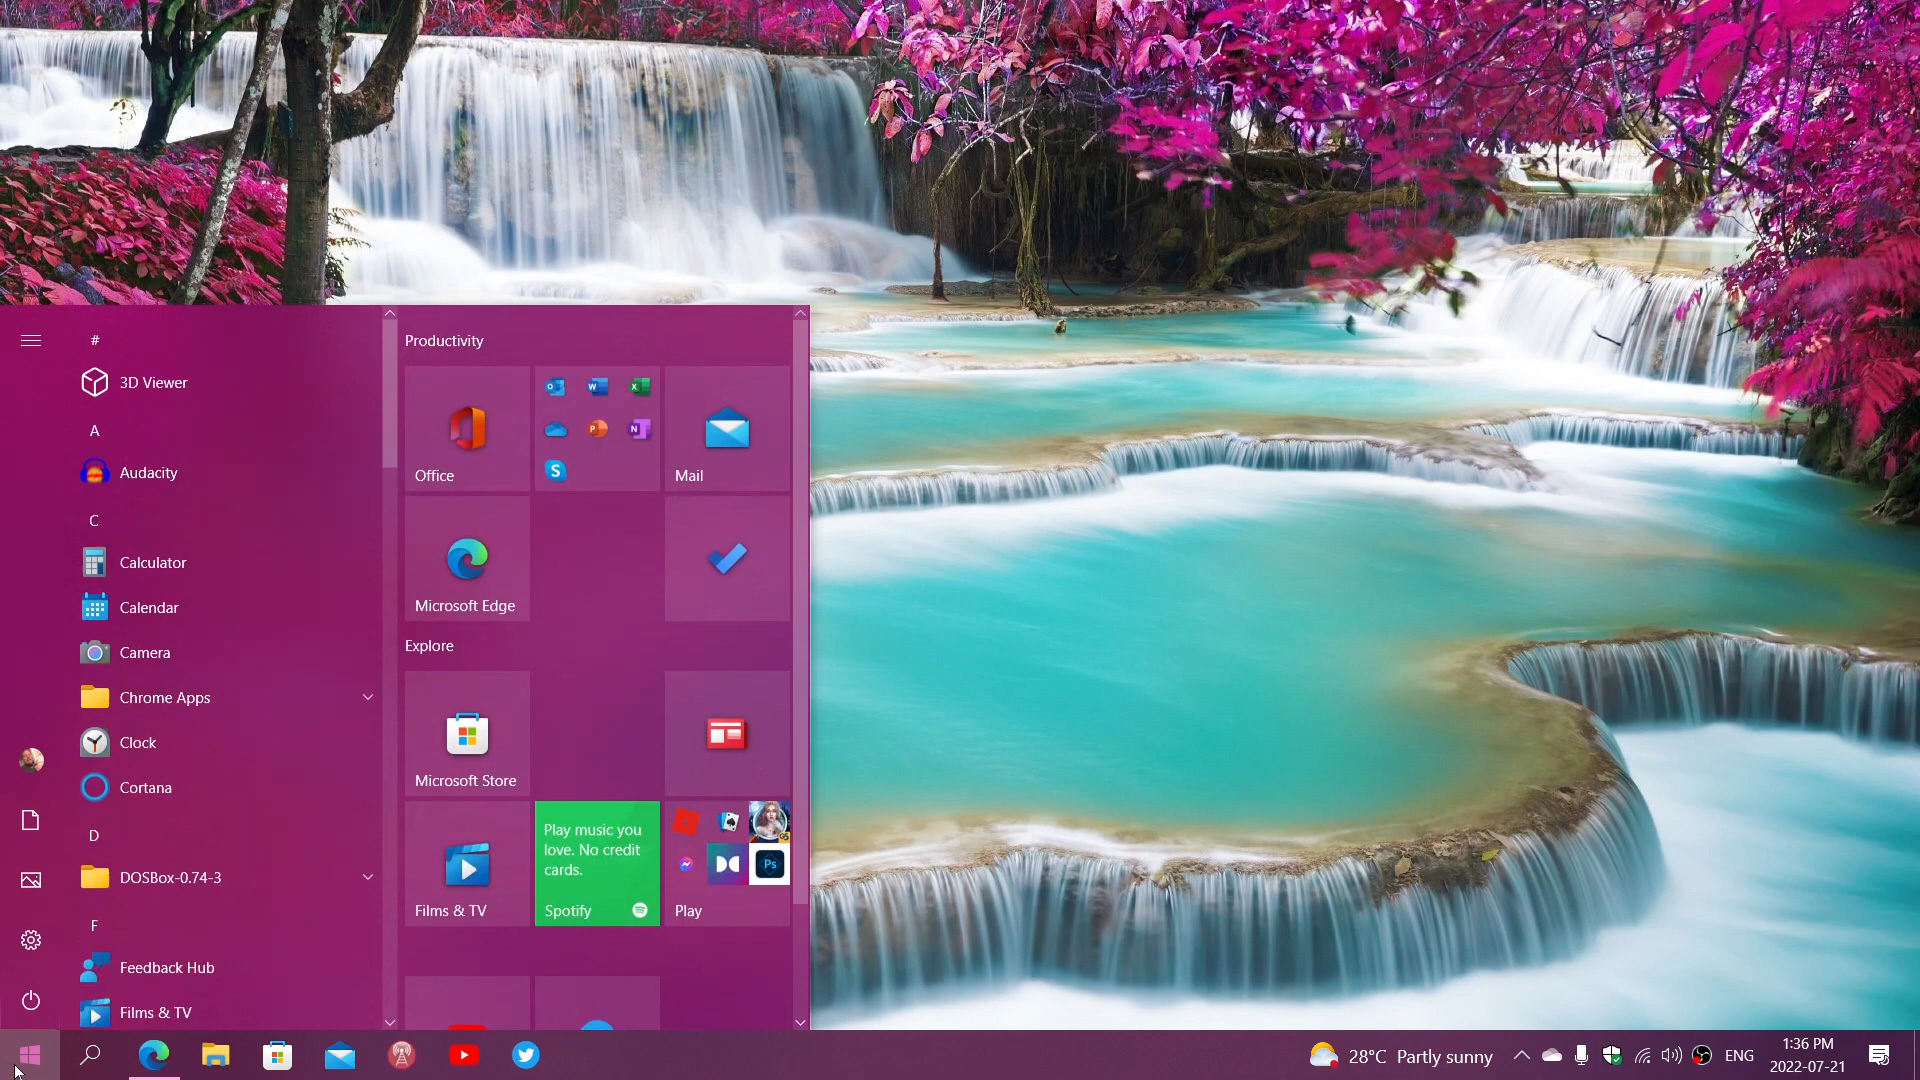 #
3D Viewer
A
Audacity
C
Calculator
Calendar
Camera
Chrome Apps
Clock
Cortana
D
DOSBox-0.74-3
F
Feedback Hub
Films & TV
Productivity
Office
Mail
Microsoft Edge
Explore
Microsoft Store
Films & TV
Play music you
love. No credit
cards.
Spotify
Ps
Play
28°C Partly sunny
ENG
1:36 PM
2022-07-21